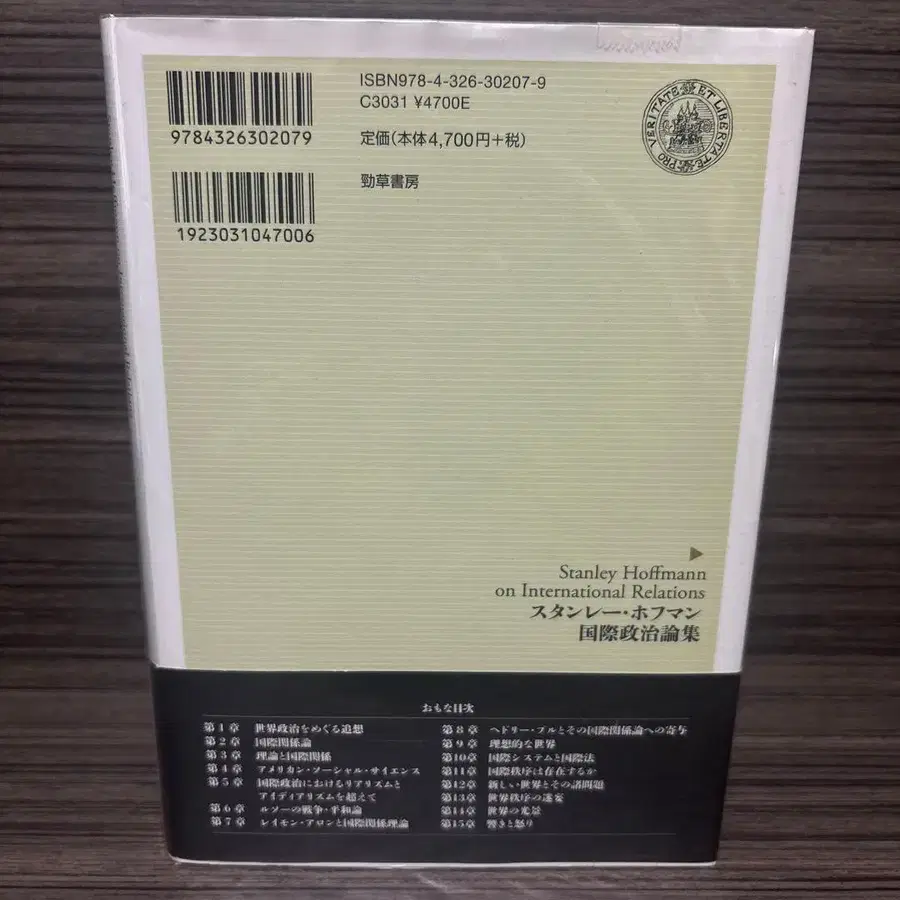 ISBN978-4-326-30207-9
C3031 ¥4700E
9784326302079
定価(本体4,700円+税)
勁草書房
1923031047006
PRO VERITATE ET LIBERTATE
Stanley Hoffmann
on International Relations
スタンレー・ホフマン
国際政治論集
おもな目次
第1章 世界政治をめぐる追想
第2章 国際関係論
第3章 理論と国際関係
第4章 アメリカン・ソーシャル・サイエンス
第5章 国際政治におけるリアリズムと
アイディアリズムを超えて
第6章 ルソーの戦争・平和論
第7章 レイモン・アロンと国際関係理論
第8章 ヘドリー・ブルとその国際関係論への寄与
第9章 理想的な世界
第10章 国際システムと国際法
第11章 国際秩序は存在するか
第12章 新しい世界とその諸問題
第13章 世界秩序の迷妄
第14章 世界の光景
第15章 驚きと怒り